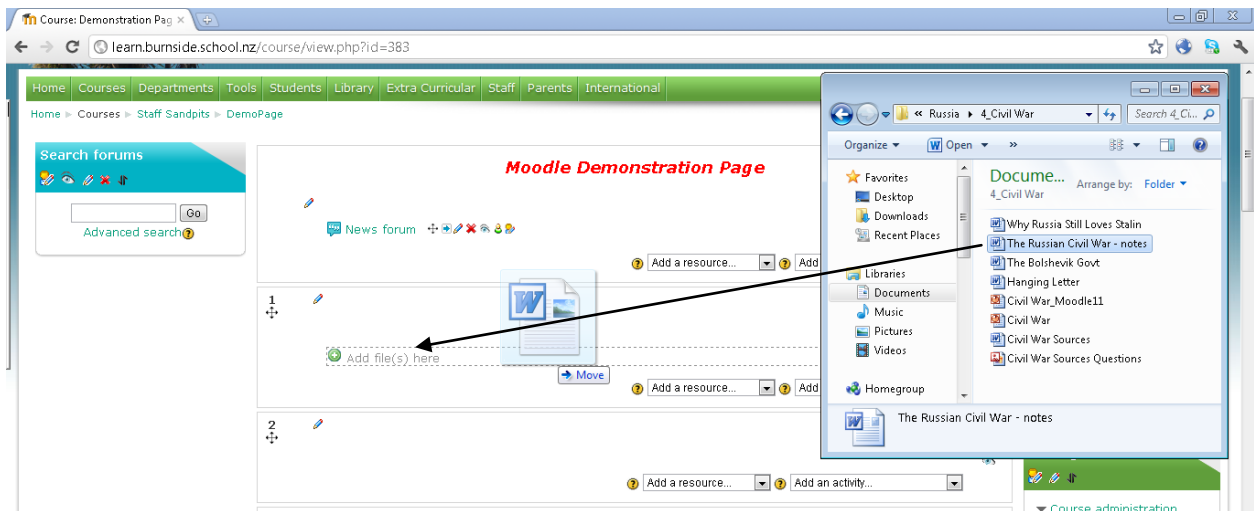 Course: Demonstration Pag
learn.burnside.school.nz/course/view.php?id=383
Home Courses Departments Tools Students Library Extra Curricular Staff Parents International
Home ► Courses ► Staff Sandpits ► DemoPage
Search forums
Go
Advanced search
Moodle Demonstration Page
News forum
Add a resource... Add
1
Add file(s) here
Move
Add a resource... Add
2
Add a resource... Add an activity...
« Russia ▸ 4_Civil War
Search 4_Ci...
Organize Open »
Favorites
Desktop
Downloads
Recent Places
Libraries
Documents
Music
Pictures
Videos
Homegroup
Docume...
4_Civil War
Arrange by: Folder
Why Russia Still Loves Stalin
The Russian Civil War - notes
The Bolshevik Govt
Hanging Letter
Civil War_Moodle11
Civil War
Civil War Sources
Civil War Sources Questions
The Russian Civil War - notes
Course administration